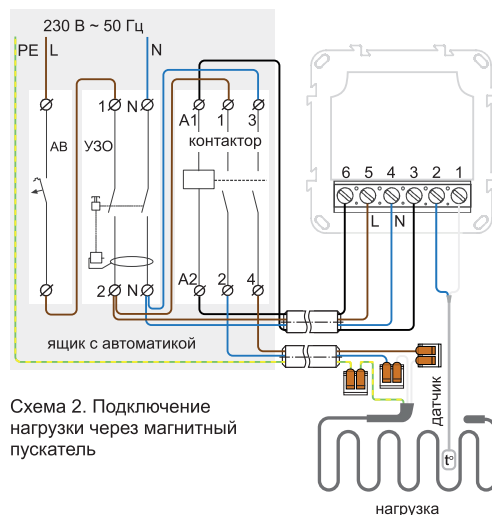 230 В ~ 50 Гц
PE L N
1 N A1 1 3
АВ УЗО контактор
6 5 4 3 2 1
L N
2 N A2 2 4
ящик с автоматикой
Схема 2. Подключение
нагрузки через магнитный
пускатель
датчик
t°
нагрузка